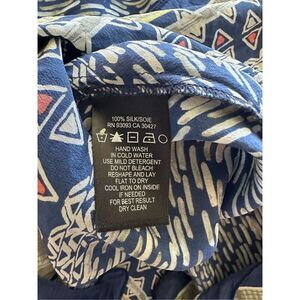 100% SILK/SOIE
RN 93093 CA 30427
HAND WASH
IN COLD WATER
USE MILD DETERGENT
DO NOT BLEACH
RESHAPE AND LAY
FLAT TO DRY
COOL IRON ON INSIDE
IF NEEDED
FOR BEST RESULT
DRY CLEAN